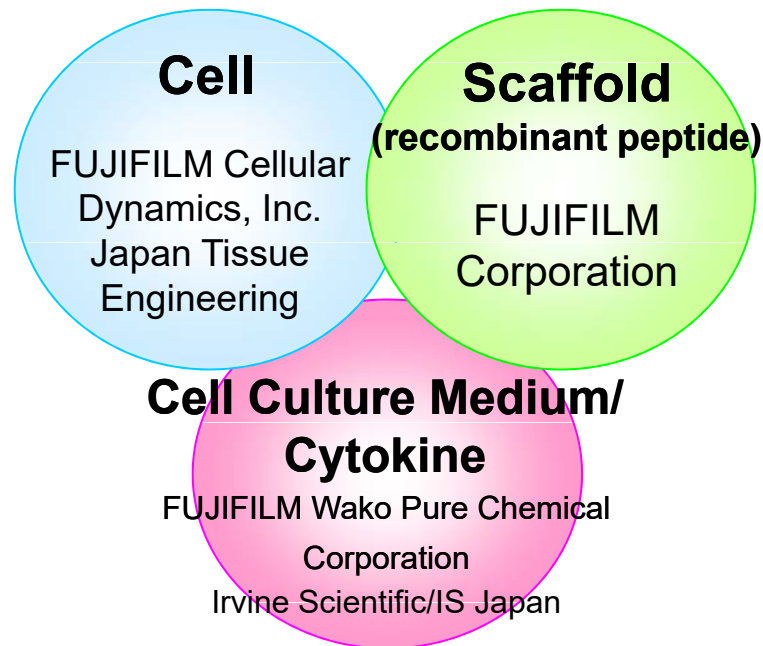 Cell
FUJIFILM Cellular
Dynamics, Inc.
Japan Tissue
Engineering
Scaffold
(recombinant peptide)
FUJIFILM
Corporation
Cell Culture Medium/
Cytokine
FUJIFILM Wako Pure Chemical
Corporation
Irvine Scientific/IS Japan